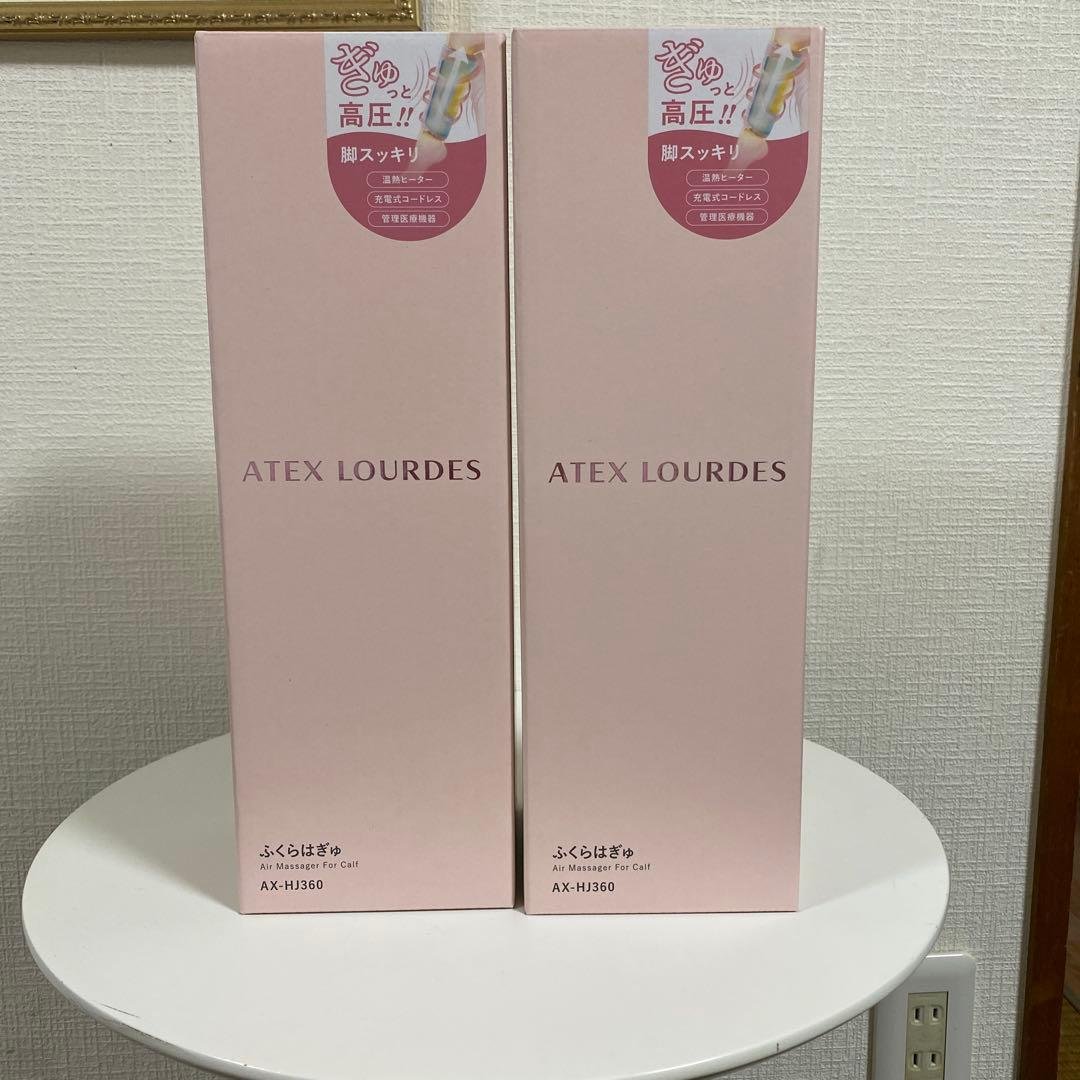 ぎゅっと
高圧!!
脚スッキリ
温熱ヒーター
充電式コードレス
管理医療機器
ATEX LOURDES
ふくらはぎゅ
Air Massager For Calf
AX-HJ360
ぎゅっと
高圧!!
脚スッキリ
温熱ヒーター
充電式コードレス
管理医療機器
ATEX LOURDES
ふくらはぎゅ
Air Massager For Calf
AX-HJ360